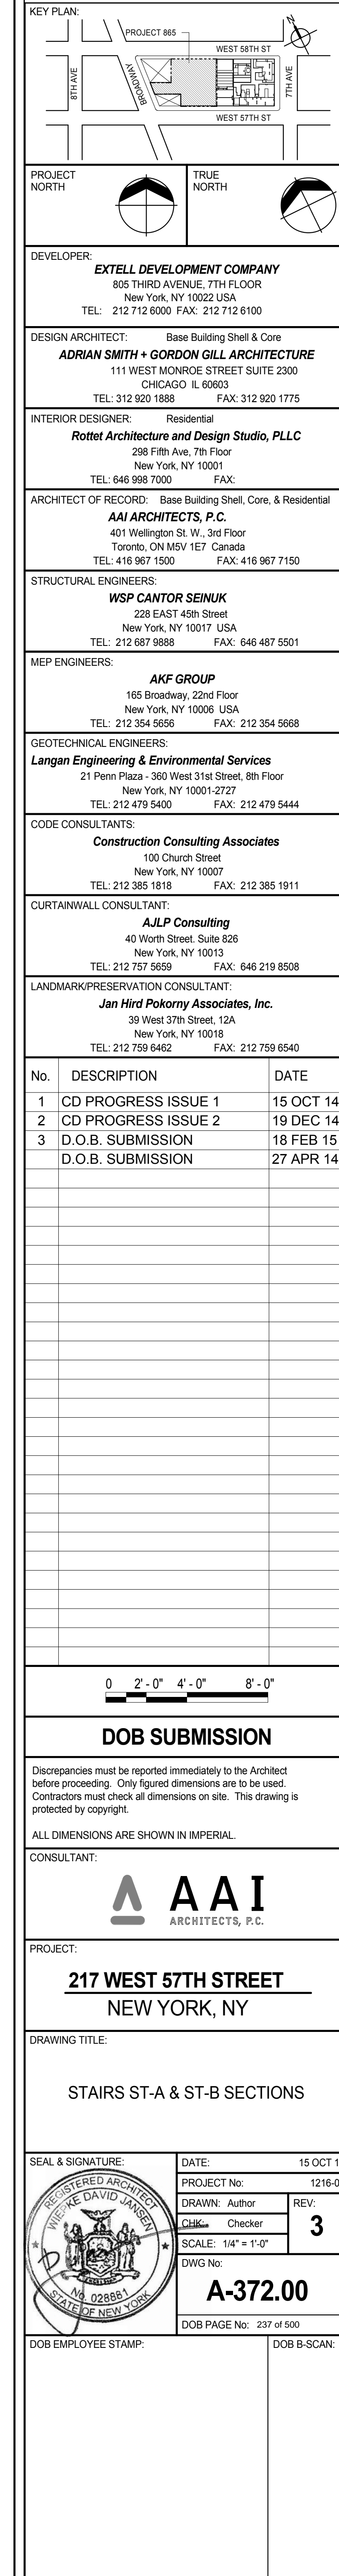 KEY PLAN:
N
PROJECT 865
WEST 58TH ST
8TH AVE
BROADWAY
7TH AVE
WEST 57TH ST
PROJECT NORTH
TRUE NORTH
DEVELOPER:
EXTELL DEVELOPMENT COMPANY
805 THIRD AVENUE, 7TH FLOOR
New York, NY 10022 USA
TEL: 212 712 6000 FAX: 212 712 6100
DESIGN ARCHITECT: Base Building Shell & Core
ADRIAN SMITH + GORDON GILL ARCHITECTURE
111 WEST MONROE STREET SUITE 2300
CHICAGO IL 60603
TEL: 312 920 1888 FAX: 312 920 1775
INTERIOR DESIGNER: Residential
Rottet Architecture and Design Studio, PLLC
298 Fifth Ave, 7th Floor
New York, NY 10001
TEL: 646 998 7000 FAX:
ARCHITECT OF RECORD: Base Building Shell, Core, & Residential
AAI ARCHITECTS, P.C.
401 Wellington St. W., 3rd Floor
Toronto, ON M5V 1E7 Canada
TEL: 416 967 1500 FAX: 416 967 7150
STRUCTURAL ENGINEERS:
WSP CANTOR SEINUK
228 EAST 45th Street
New York, NY 10017 USA
TEL: 212 687 9888 FAX: 646 487 5501
MEP ENGINEERS:
AKF GROUP
165 Broadway, 22nd Floor
New York, NY 10006 USA
TEL: 212 354 5656 FAX: 212 354 5668
GEOTECHNICAL ENGINEERS:
Langan Engineering & Environmental Services
21 Penn Plaza - 360 West 31st Street, 8th Floor
New York, NY 10001-2727
TEL: 212 479 5400 FAX: 212 479 5444
CODE CONSULTANTS:
Construction Consulting Associates
100 Church Street
New York, NY 10007
TEL: 212 385 1818 FAX: 212 385 1911
CURTAINWALL CONSULTANT:
AJLP Consulting
40 Worth Street. Suite 826
New York, NY 10013
TEL: 212 757 5659 FAX: 646 219 8508
LANDMARK/PRESERVATION CONSULTANT:
Jan Hird Pokorny Associates, Inc.
39 West 37th Street, 12A
New York, NY 10018
TEL: 212 759 6462 FAX: 212 759 6540
No. DESCRIPTION DATE
1 CD PROGRESS ISSUE 1 15 OCT 14
2 CD PROGRESS ISSUE 2 19 DEC 14
3 D.O.B. SUBMISSION 18 FEB 15
D.O.B. SUBMISSION 27 APR 14
0 2' - 0" 4' - 0" 8' - 0"
DOB SUBMISSION
Discrepancies must be reported immediately to the Architect
before proceeding. Only figured dimensions are to be used.
Contractors must check all dimensions on site. This drawing is
protected by copyright.
ALL DIMENSIONS ARE SHOWN IN IMPERIAL.
CONSULTANT:
AAI
ARCHITECTS, P.C.
PROJECT:
217 WEST 57TH STREET
NEW YORK, NY
DRAWING TITLE:
STAIRS ST-A & ST-B SECTIONS
SEAL & SIGNATURE:
REGISTERED ARCHITECT
WIEPKE DAVID JANSEN
No. 028881
STATE OF NEW YORK
DATE: 15 OCT 1
PROJECT No: 1216-0
DRAWN: Author
CHK: Checker
SCALE: 1/4" = 1'-0"
REV:
3
DWG No:
A-372.00
DOB PAGE No: 237 of 500
DOB EMPLOYEE STAMP:
DOB B-SCAN: